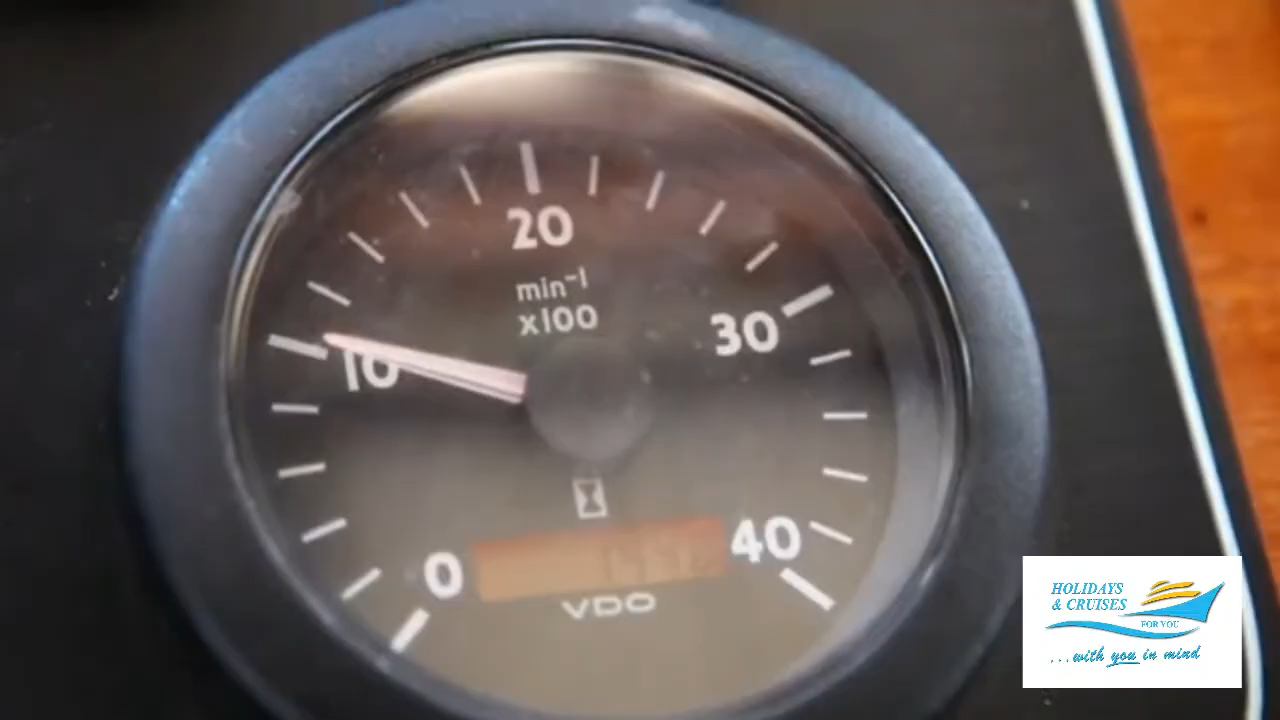 20
min⁻¹
x100
10
30
0
40
VDO
HOLIDAYS
& CRUISES
FOR YOU
...with you in mind